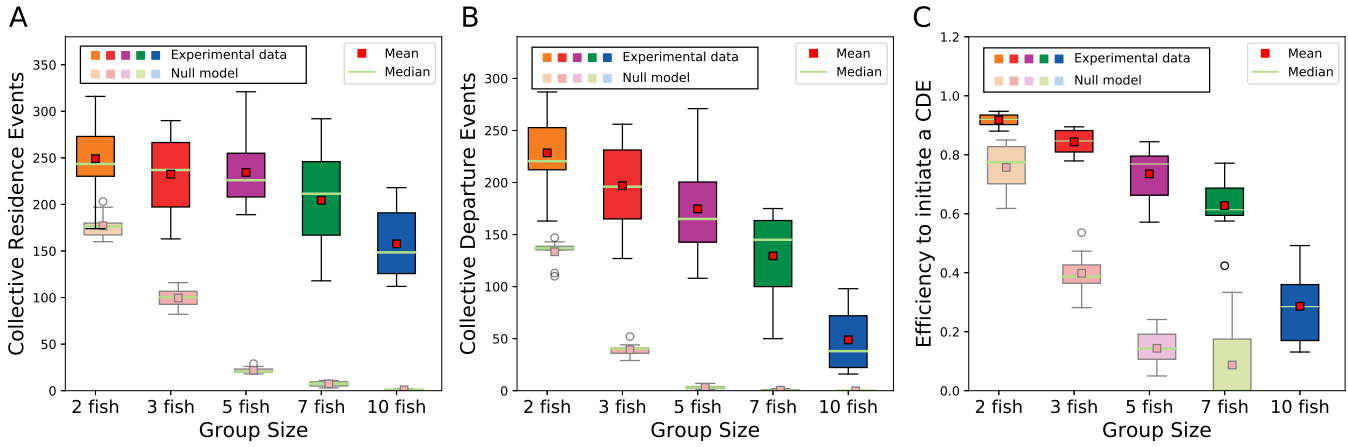 A
Collective Residence Events
350
300
250
200
150
100
50
0
Experimental data
Null model
Mean
Median
2 fish 3 fish 5 fish 7 fish 10 fish
Group Size
B
Collective Departure Events
300
250
200
150
100
50
0
Experimental data
Null model
Mean
Median
2 fish 3 fish 5 fish 7 fish 10 fish
Group Size
C
Efficiency to initiate a CDE
1.2
1.0
0.8
0.6
0.4
0.2
0.0
Experimental data
Null model
Mean
Median
2 fish 3 fish 5 fish 7 fish 10 fish
Group Size